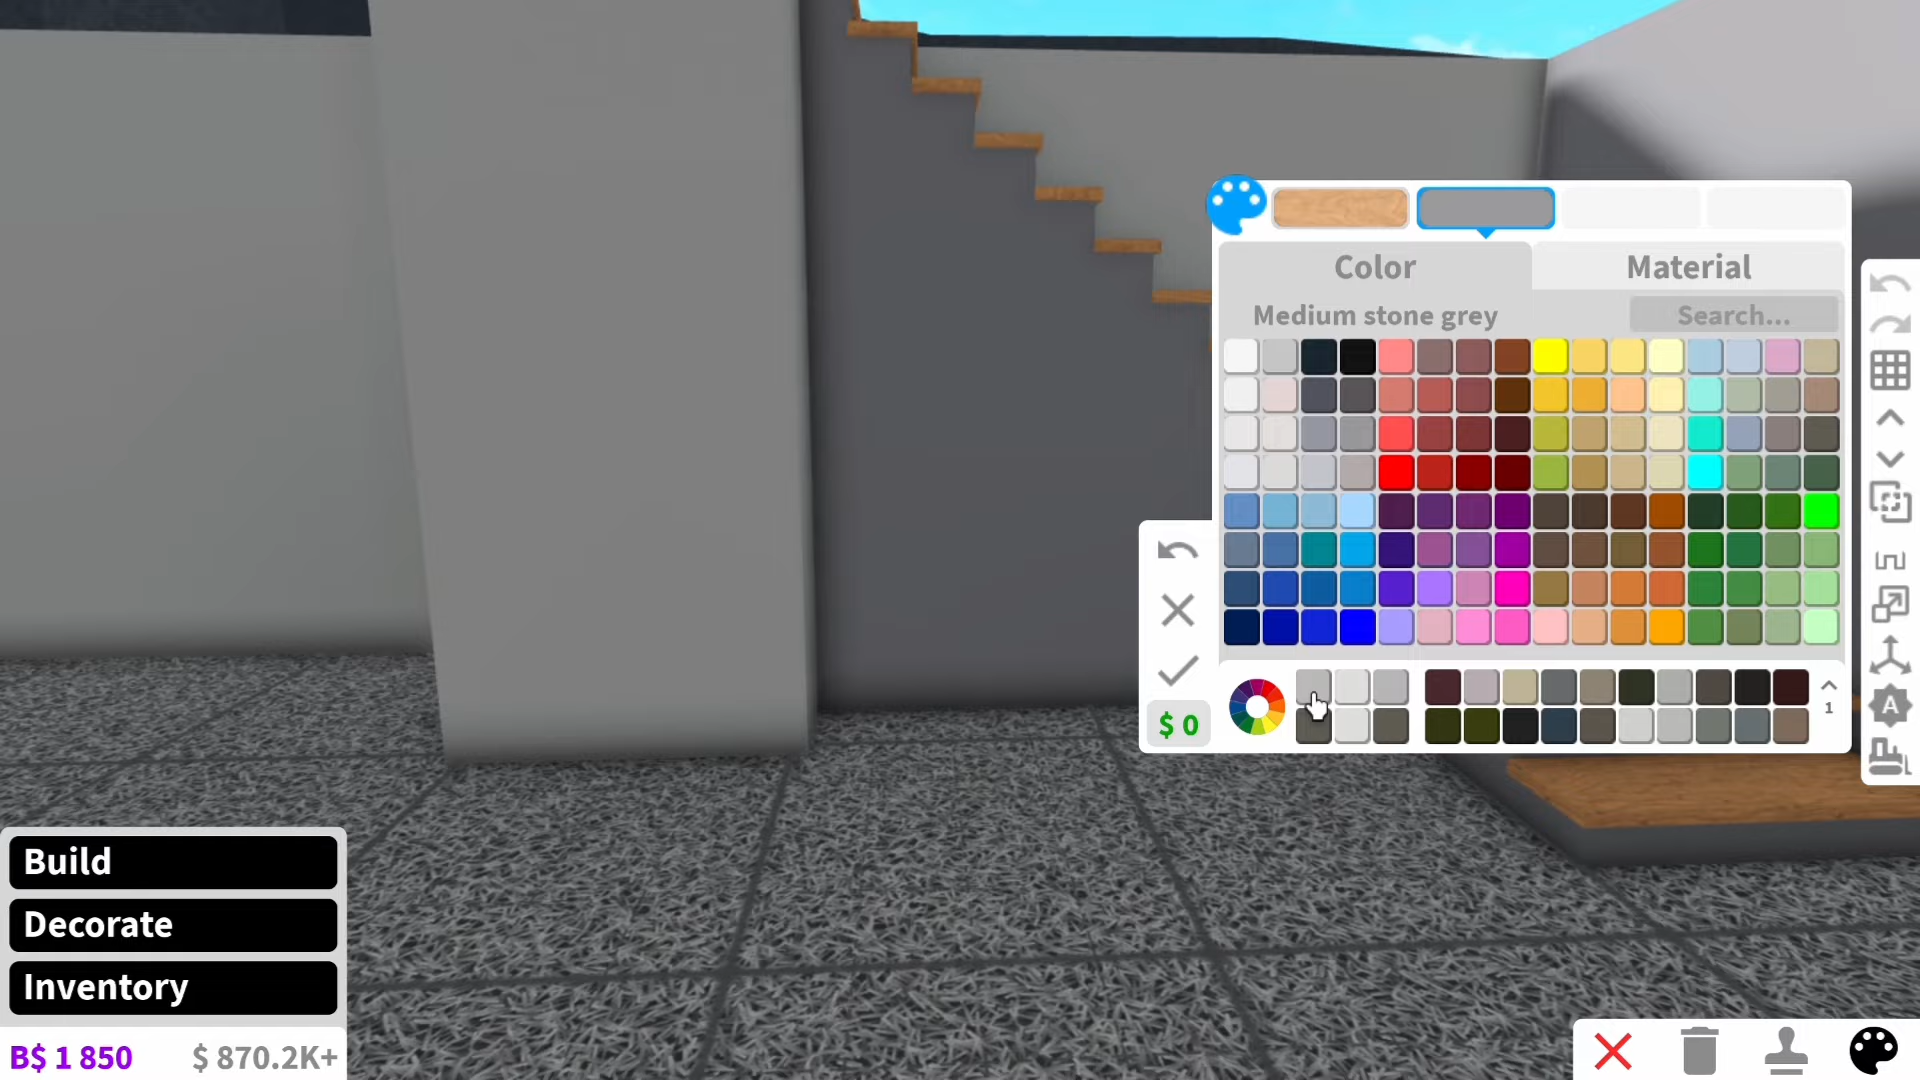 Color
Material
Medium stone grey
Search...
$ 0
1
A
Build
Decorate
Inventory
B$ 1 850
$ 870.2K+